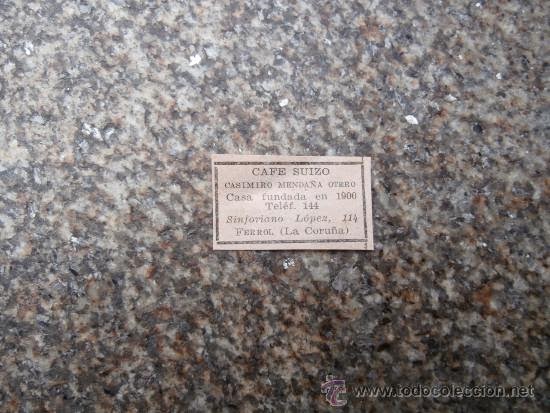 CAFE SUIZO
CASIMIRO MENDAÑA OTERO
Casa fundada en 1906
Teléf. 144
Sinforiano López, 114
FERROL (La Coruña)
www.todocoleccion.net